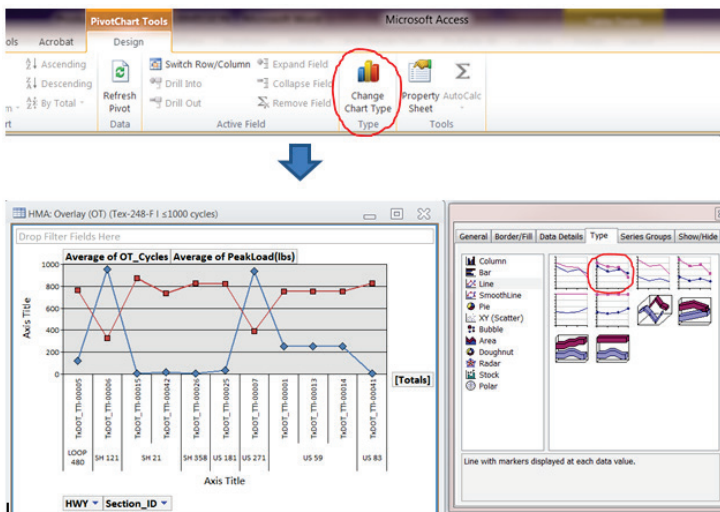 PivotChart Tools
Microsoft Access
ols Acrobat Design
Ascending
Descending
By Total
Refresh Pivot
Data
Switch Row/Column
Drill Into
Drill Out
Expand Field
Collapse Field
Remove Field
Active Field
Change Chart Type
Type
Property Sheet
AutoCalc
Tools
HMA: Overlay (OT) (Tex-248-F I ≤1000 cycles)
Drop Filter Fields Here
Average of OT_Cycles Average of PeakLoad(lbs)
1000
800
600
400
200
0
Axis Title
TxDOT_TTI-00005
TxDOT_TTI-00006
TxDOT_TTI-00015
TxDOT_TTI-00042
TxDOT_TTI-00026
TxDOT_TTI-00025
TxDOT_TTI-00007
TxDOT_TTI-00001
TxDOT_TTI-00013
TxDOT_TTI-00014
TxDOT_TTI-00041
LOOP 480
SH 121
SH 21
SH 358
US 181
US 271
US 59
US 83
[Totals]
Axis Title
HWY Section_ID
General Border/Fill Data Details Type Series Groups Show/Hide
Column
Bar
Line
SmoothLine
Pie
XY (Scatter)
Bubble
Area
Doughnut
Radar
Stock
Polar
Line with markers displayed at each data value.